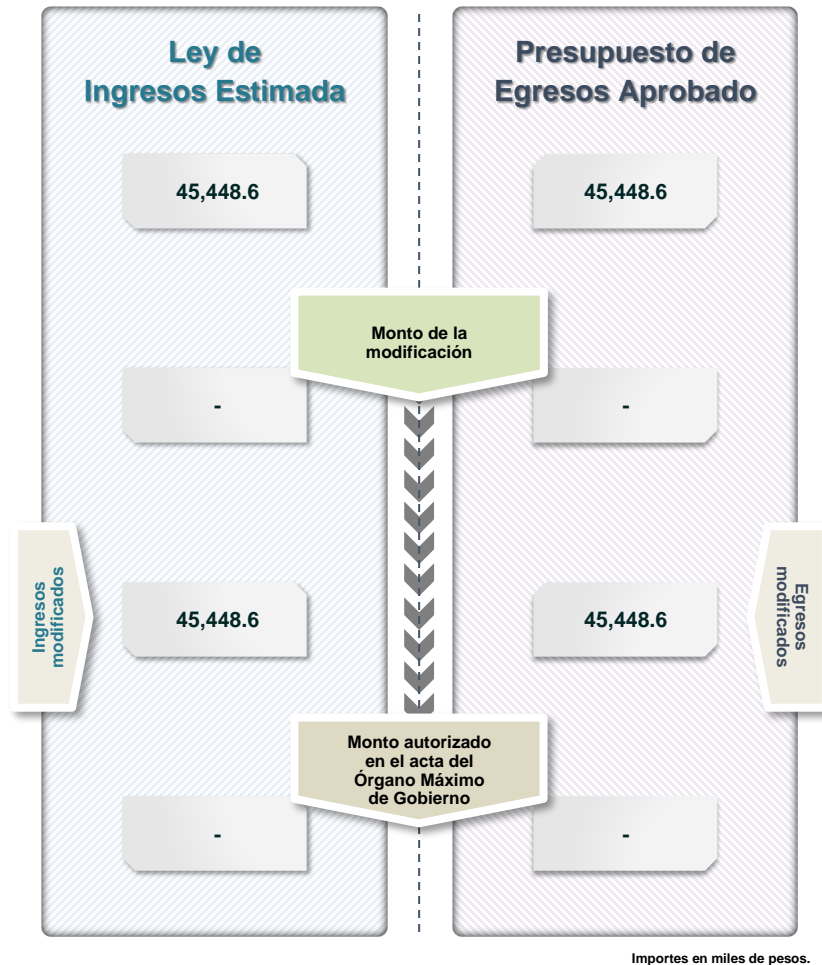 Ley de
Ingresos Estimada
Presupuesto de
Egresos Aprobado
45,448.6
45,448.6
Monto de la
modificación
-
-
Ingresos
modificados
45,448.6
45,448.6
Egresos
modificados
Monto autorizado
en el acta del
Órgano Máximo
de Gobierno
-
-
Importes en miles de pesos.